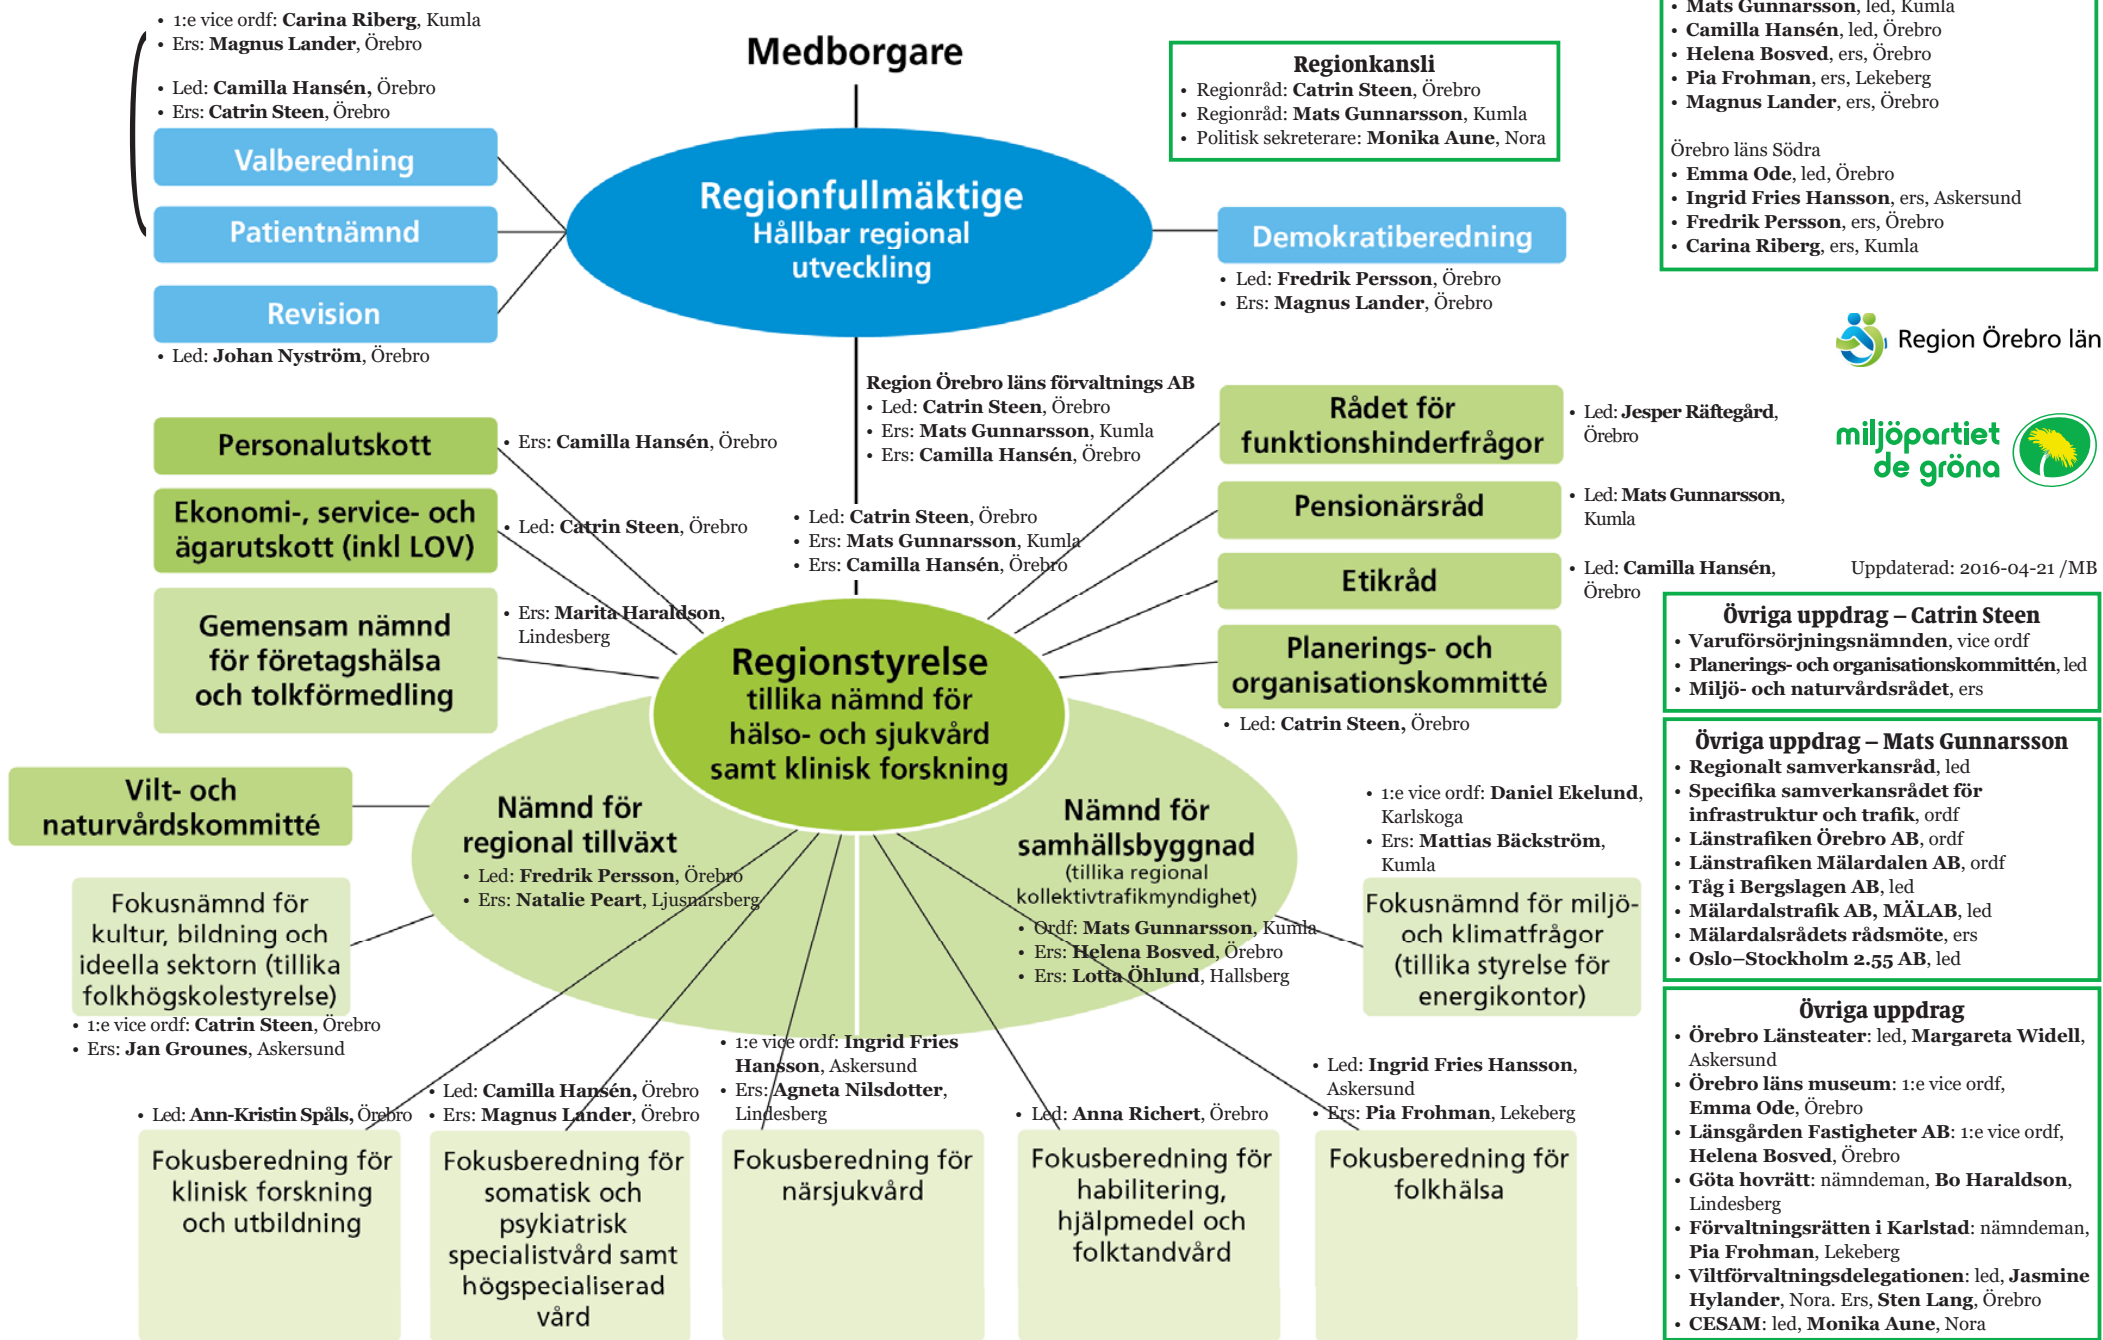 • 1:e vice ordf: Carina Riberg, Kumla
• Ers: Magnus Lander, Örebro
• Led: Camilla Hansén, Örebro
• Ers: Catrin Steen, Örebro
Valberedning
Patientnämnd
Revision
• Led: Johan Nyström, Örebro
Medborgare
Regionfullmäktige
Hållbar regional
utveckling
Regionkansli
• Regionråd: Catrin Steen, Örebro
• Regionråd: Mats Gunnarsson, Kumla
• Politisk sekreterare: Monika Aune, Nora
Demokratiberedning
• Led: Fredrik Persson, Örebro
• Ers: Magnus Lander, Örebro
• Mats Gunnarsson, led, Kumla
• Camilla Hansén, led, Örebro
• Helena Bosved, ers, Örebro
• Pia Frohman, ers, Lekeberg
• Magnus Lander, ers, Örebro
Örebro läns Södra
• Emma Ode, led, Örebro
• Ingrid Fries Hansson, ers, Askersund
• Fredrik Persson, ers, Örebro
• Carina Riberg, ers, Kumla
Region Örebro län
miljöpartiet
de gröna
Uppdaterad: 2016-04-21 /MB
Region Örebro läns förvaltnings AB
• Led: Catrin Steen, Örebro
• Ers: Mats Gunnarsson, Kumla
• Ers: Camilla Hansén, Örebro
• Led: Catrin Steen, Örebro
• Ers: Mats Gunnarsson, Kumla
• Ers: Camilla Hansén, Örebro
Personalutskott
• Ers: Camilla Hansén, Örebro
Ekonomi-, service- och
ägarutskott (inkl LOV)
• Led: Catrin Steen, Örebro
Gemensam nämnd
för företagshälsa
och tolkförmedling
• Ers: Marita Haraldson,
Lindesberg
Rådet för
funktionshinderfrågor
• Led: Jesper Räftegård,
Örebro
Pensionärsråd
• Led: Mats Gunnarsson,
Kumla
Etikråd
• Led: Camilla Hansén,
Örebro
Planerings- och
organisationskommitté
• Led: Catrin Steen, Örebro
Regionstyrelse
tillika nämnd för
hälso- och sjukvård
samt klinisk forskning
Vilt- och
naturvårdskommitté
Nämnd för
regional tillväxt
• Led: Fredrik Persson, Örebro
• Ers: Natalie Peart, Ljusnarsberg
Nämnd för
samhällsbyggnad
(tillika regional
kollektivtrafikmyndighet)
• Ordf: Mats Gunnarsson, Kumla
• Ers: Helena Bosved, Örebro
• Ers: Lotta Öhlund, Hallsberg
• 1:e vice ordf: Daniel Ekelund,
Karlskoga
• Ers: Mattias Bäckström,
Kumla
Fokusnämnd för miljö-
och klimatfrågor
(tillika styrelse för
energikontor)
Fokusnämnd för
kultur, bildning och
ideella sektorn (tillika
folkhögskolestyrelse)
• 1:e vice ordf: Catrin Steen, Örebro
• Ers: Jan Grounes, Askersund
• Led: Ann-Kristin Spåls, Örebro
Fokusberedning för
klinisk forskning
och utbildning
• Led: Camilla Hansén, Örebro
• Ers: Magnus Lander, Örebro
Fokusberedning för
somatisk och
psykiatrisk
specialistvård samt
högspecialiserad
vård
• 1:e vice ordf: Ingrid Fries
Hansson, Askersund
• Ers: Agneta Nilsdotter,
Lindesberg
Fokusberedning för
närsjukvård
• Led: Anna Richert, Örebro
Fokusberedning för
habilitering,
hjälpmedel och
folktandvård
• Led: Ingrid Fries Hansson,
Askersund
• Ers: Pia Frohman, Lekeberg
Fokusberedning för
folkhälsa
Övriga uppdrag – Catrin Steen
• Varuförsörjningsnämnden, vice ordf
• Planerings- och organisationskommittén, led
• Miljö- och naturvårdsrådet, ers
Övriga uppdrag – Mats Gunnarsson
• Regionalt samverkansråd, led
• Specifika samverkansrådet för
infrastruktur och trafik, ordf
• Länstrafiken Örebro AB, ordf
• Länstrafiken Mälardalen AB, ordf
• Tåg i Bergslagen AB, led
• Mälardalstrafik AB, MÄLAB, led
• Mälardalsrådets rådsmöte, ers
• Oslo–Stockholm 2.55 AB, led
Övriga uppdrag
• Örebro Länsteater: led, Margareta Widell,
Askersund
• Örebro läns museum: 1:e vice ordf,
Emma Ode, Örebro
• Länsgården Fastigheter AB: 1:e vice ordf,
Helena Bosved, Örebro
• Göta hovrätt: nämndeman, Bo Haraldson,
Lindesberg
• Förvaltningsrätten i Karlstad: nämndeman,
Pia Frohman, Lekeberg
• Viltförvaltningsdelegationen: led, Jasmine
Hylander, Nora. Ers, Sten Lang, Örebro
• CESAM: led, Monika Aune, Nora